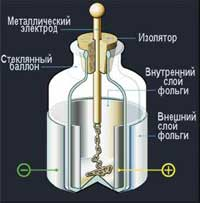 Металлический
электрод
Изолятор
Стеклянный
баллон
Внутренний
слой
фольги
Внешний
слой
фольги